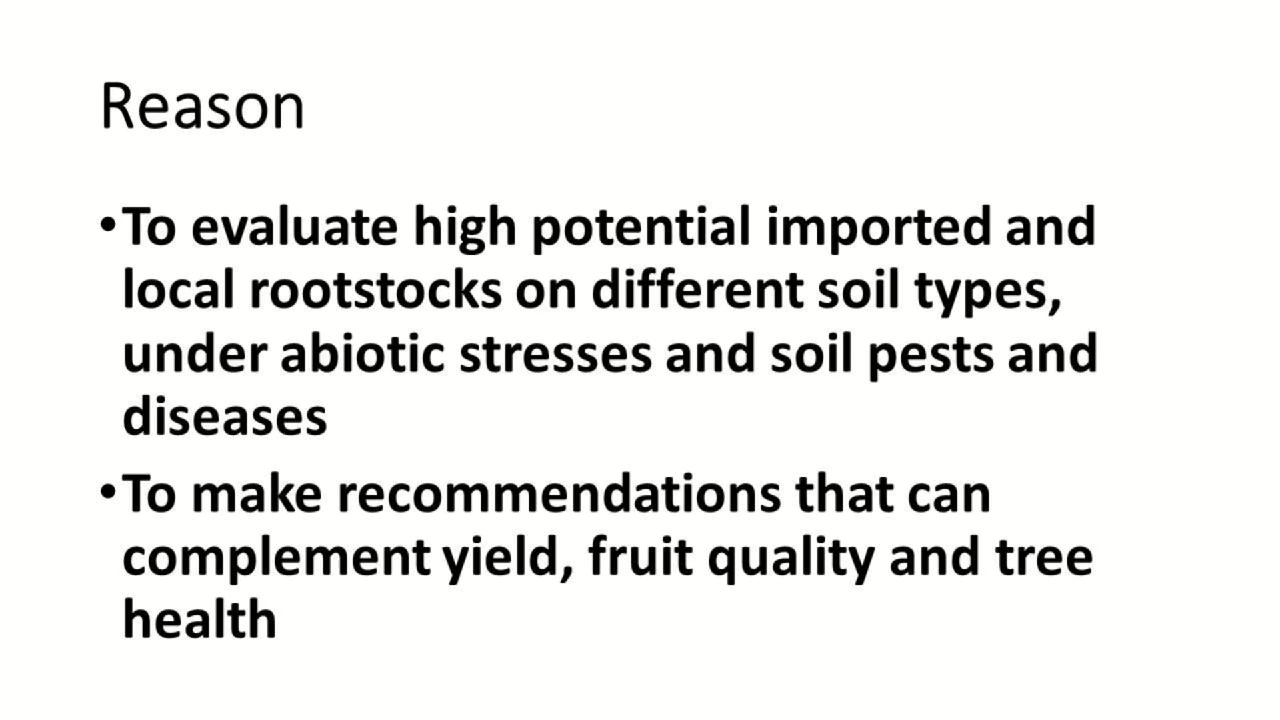 Reason
•To evaluate high potential imported and
local rootstocks on different soil types,
under abiotic stresses and soil pests and
diseases
•To make recommendations that can
complement yield, fruit quality and tree
health